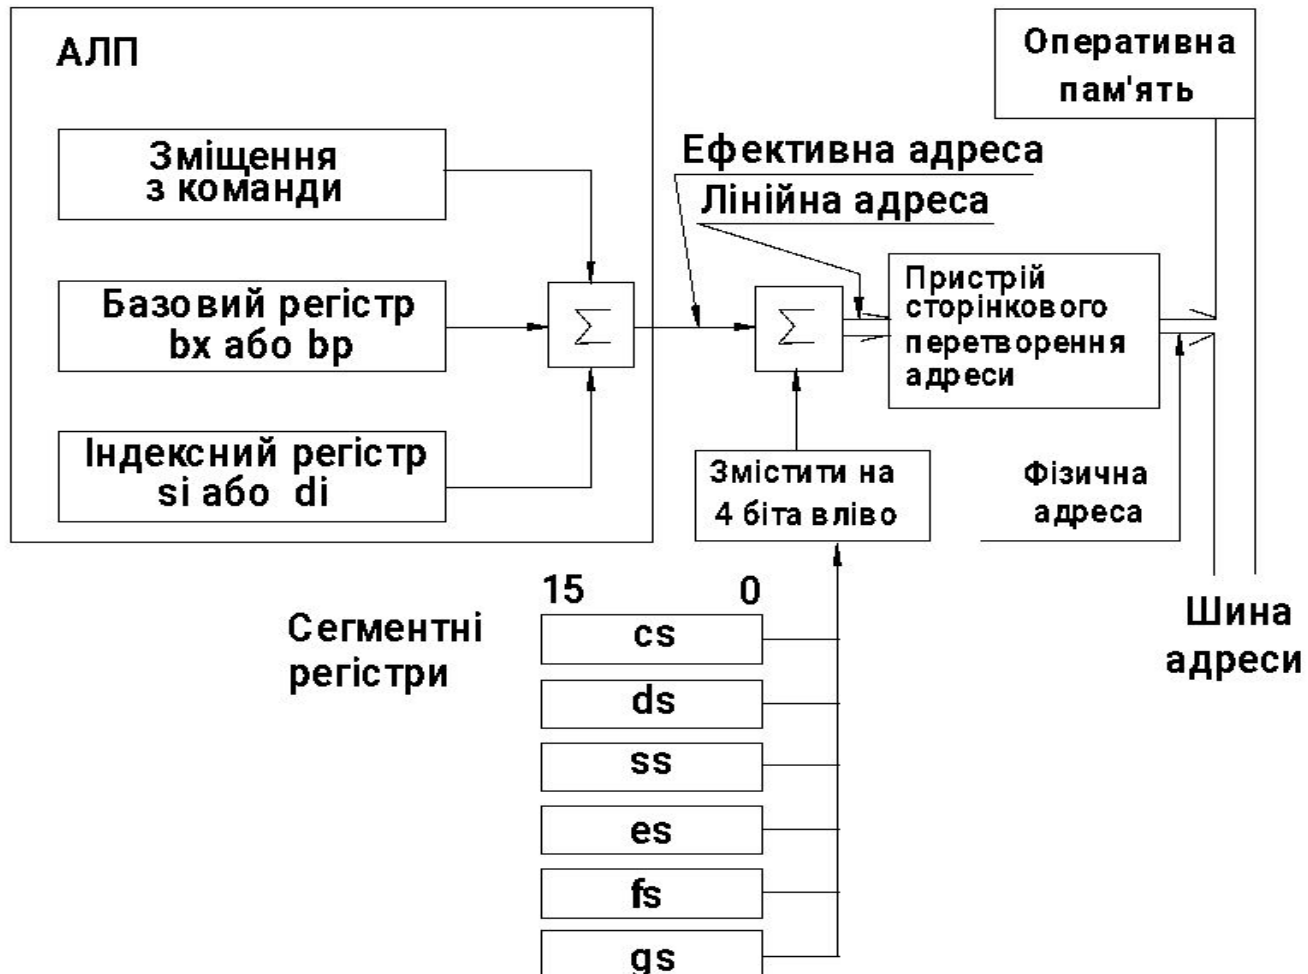 АЛП
Зміщення
з команди
Базовий регістр
bx або bp
Індексний регістр
si або di
Σ
Ефективна адреса
Лінійна адреса
Σ
Оперативна
пам'ять
Пристрій
сторінкового
перетворення
адреси
Змістити на
4 біта вліво
Фізична
адреса
Шина
адреси
Сегментні
регістри
15 0
cs
ds
ss
es
fs
gs